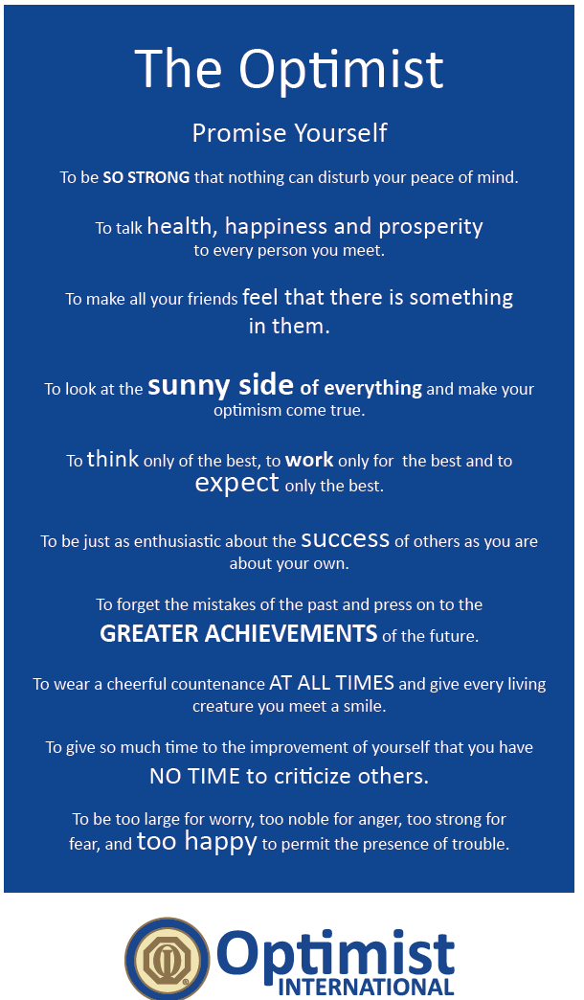 The Optimist
Promise Yourself
To be SO STRONG that nothing can disturb your peace of mind.
To talk health, happiness and prosperity
to every person you meet.
To make all your friends feel that there is something
in them.
To look at the sunny side of everything and make your
optimism come true.
To think only of the best, to work only for the best and to
expect only the best.
To be just as enthusiastic about the success of others as you are
about your own.
To forget the mistakes of the past and press on to the
GREATER ACHIEVEMENTS of the future.
To wear a cheerful countenance AT ALL TIMES and give every living
creature you meet a smile.
To give so much time to the improvement of yourself that you have
NO TIME to criticize others.
To be too large for worry, too noble for anger, too strong for
fear, and too happy to permit the presence of trouble.
Optimist
INTERNATIONAL